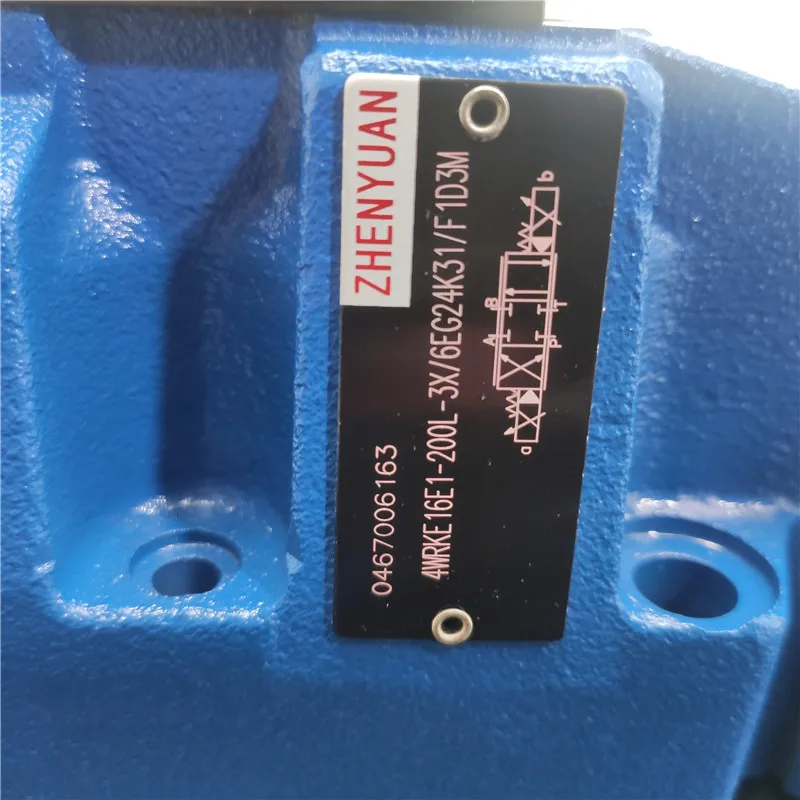 ZHENYUAN
0467006163
4WRKE16E1-200L-3X/6EG24K31/F1D3M
A B
a b
P T